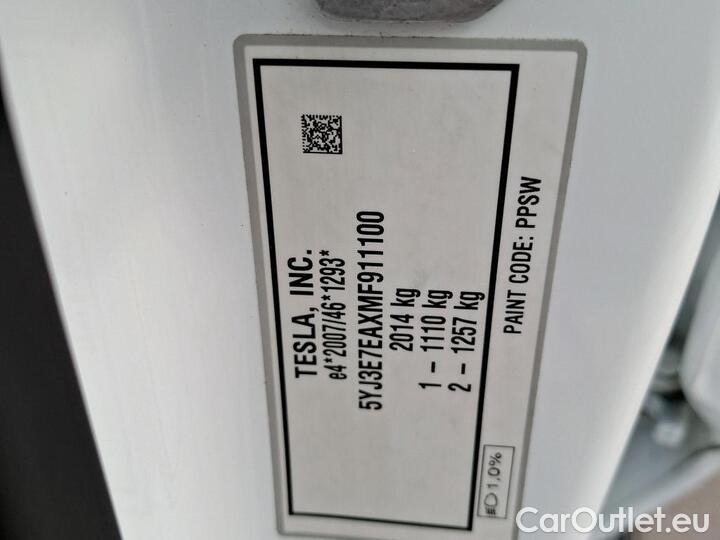 TESLA, INC.
e4*2007/46*1293*
5YJ3E7EAXMF911100
2014 kg
1 – 1110 kg
2 – 1257 kg
1,0%
PAINT CODE: PPSW
CarOutlet.eu